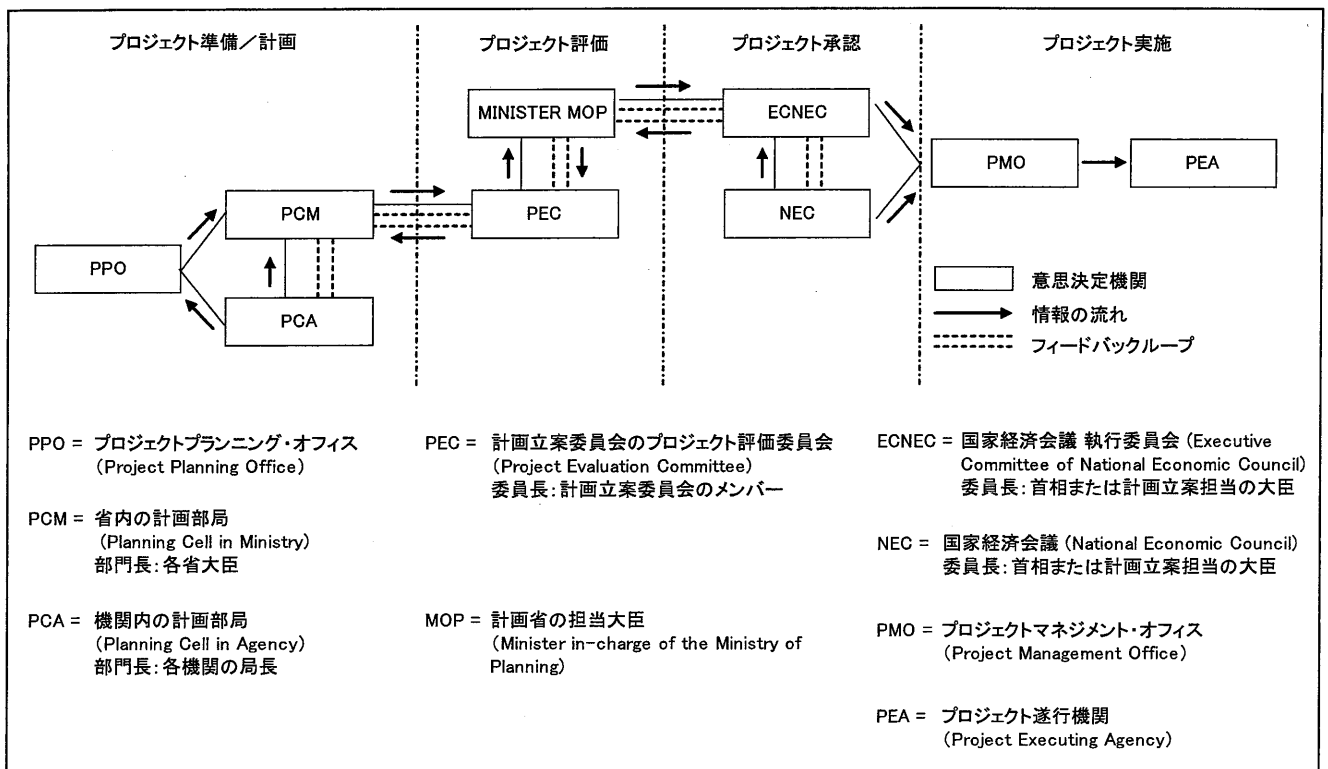 プロジェクト準備／計画
プロジェクト評価
プロジェクト承認
プロジェクト実施
MINISTER MOP
ECNEC
PMO
PEA
PCM
PEC
NEC
PPO
PCA
意思決定機関
情報の流れ
フィードバックループ
PPO = プロジェクトプランニング・オフィス
(Project Planning Office)
PCM = 省内の計画部局
(Planning Cell in Ministry)
部門長：各省大臣
PCA = 機関内の計画部局
(Planning Cell in Agency)
部門長：各機関の局長
PEC = 計画立案委員会のプロジェクト評価委員会
(Project Evaluation Committee)
委員長：計画立案委員会のメンバー
MOP = 計画省の担当大臣
(Minister in-charge of the Ministry of
Planning)
ECNEC = 国家経済会議 執行委員会 (Executive
Committee of National Economic Council)
委員長：首相または計画立案担当の大臣
NEC = 国家経済会議 (National Economic Council)
委員長：首相または計画立案担当の大臣
PMO = プロジェクトマネジメント・オフィス
(Project Management Office)
PEA = プロジェクト遂行機関
(Project Executing Agency)